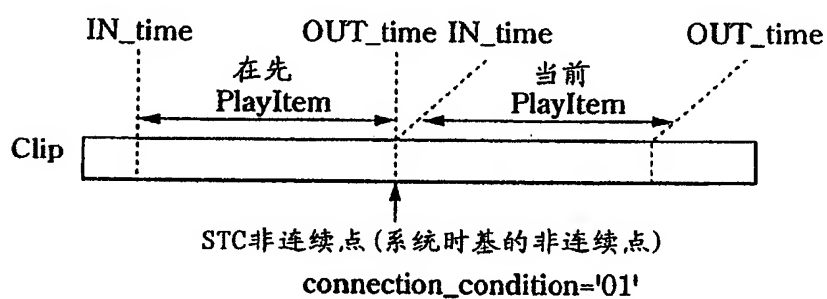 IN_time OUT_time IN_time OUT_time
在先 当前
PlayItem PlayItem
Clip
STC非连续点(系统时基的非连续点)
connection_condition='01'